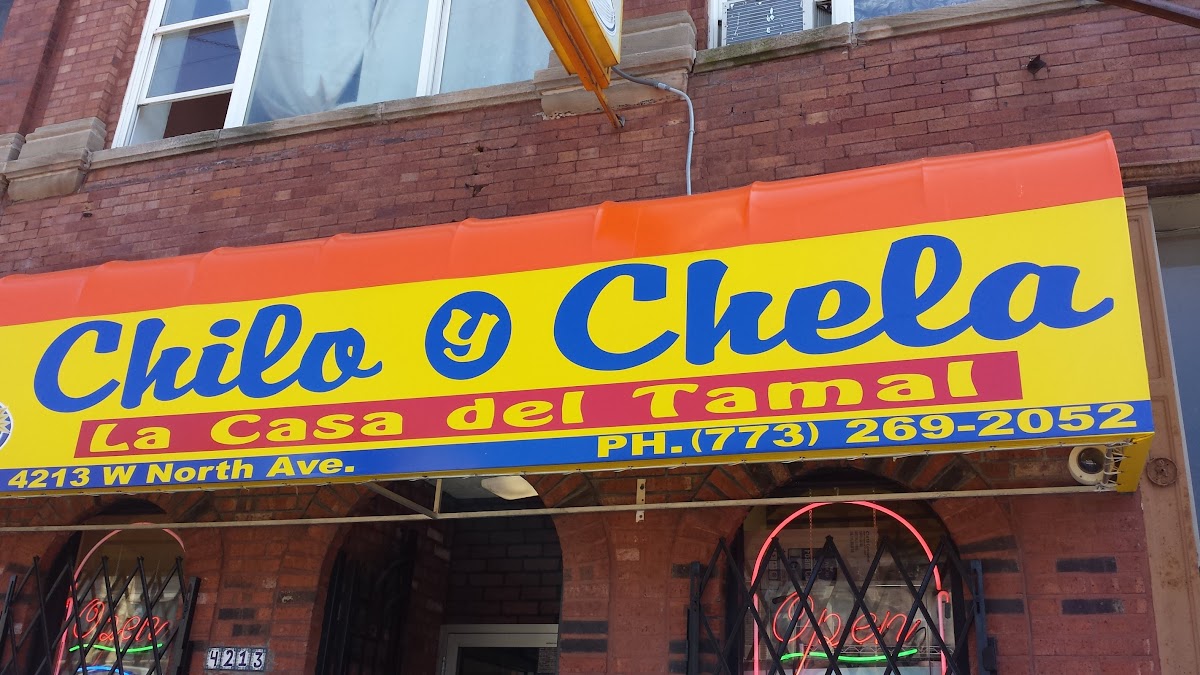 Chilo y Chela
La Casa del Tamal
4213 W North Ave. PH. (773) 269-2052
Open
4213
Open